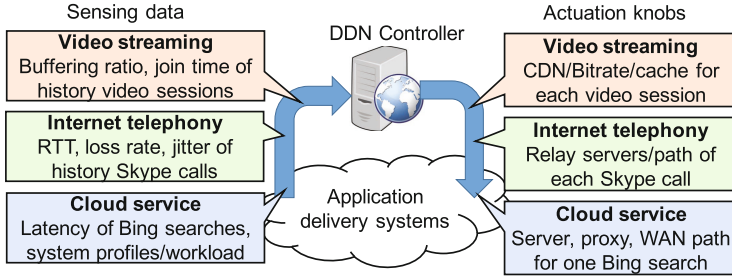 Sensing data
Video streaming
Buffering ratio, join time of
history video sessions
Internet telephony
RTT, loss rate, jitter of
history Skype calls
Cloud service
Latency of Bing searches,
system profiles/workload
DDN Controller
Application
delivery systems
Actuation knobs
Video streaming
CDN/Bitrate/cache for
each video session
Internet telephony
Relay servers/path of
each Skype call
Cloud service
Server, proxy, WAN path
for one Bing search